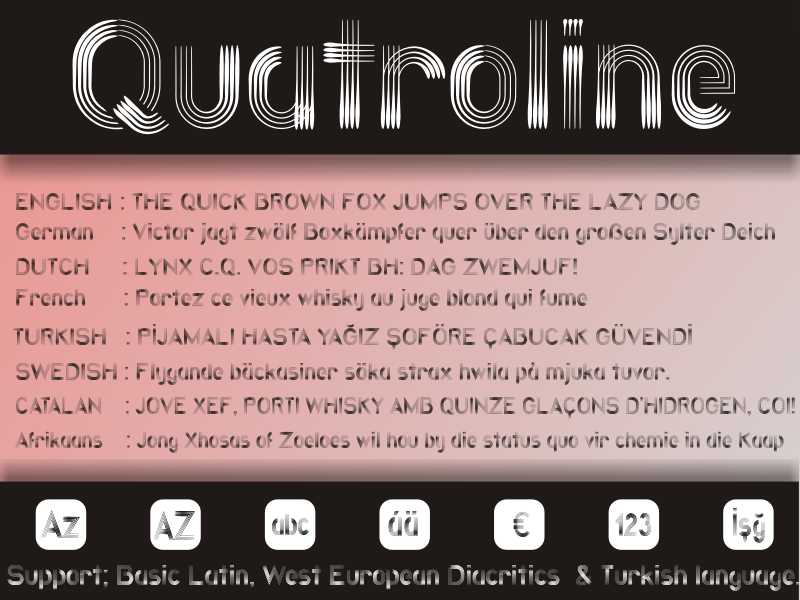 Quatroline
ENGLISH : THE QUICK BROWN FOX JUMPS OVER THE LAZY DOG
German : Victor jagt zwölf Boxkämpfer quer über den großen Sylter Deich
DUTCH : LYNX C.Q. VOS PRIKT BH: DAG ZWEMJUF!
French : Portez ce vieux whisky au juge blond qui fume
TURKISH : PİJAMALI HASTA YAĞIZ ŞOFÖRE ÇABUCAK GÜVENDİ
SWEDISH : Flygande bäckasiner söka strax hwila på mjuka tuvor.
CATALAN : JOVE XEF, PORTI WHISKY AMB QUINZE GLAÇONS D'HIDROGEN, COI!
Afrikaans : Jong Xhosas of Zoeloes wil hou by die status quo vir chemie in die Kaap
Az AZ abc áü € 123 İşğ
Support; Basic Latin, West European Diacritics & Turkish language.